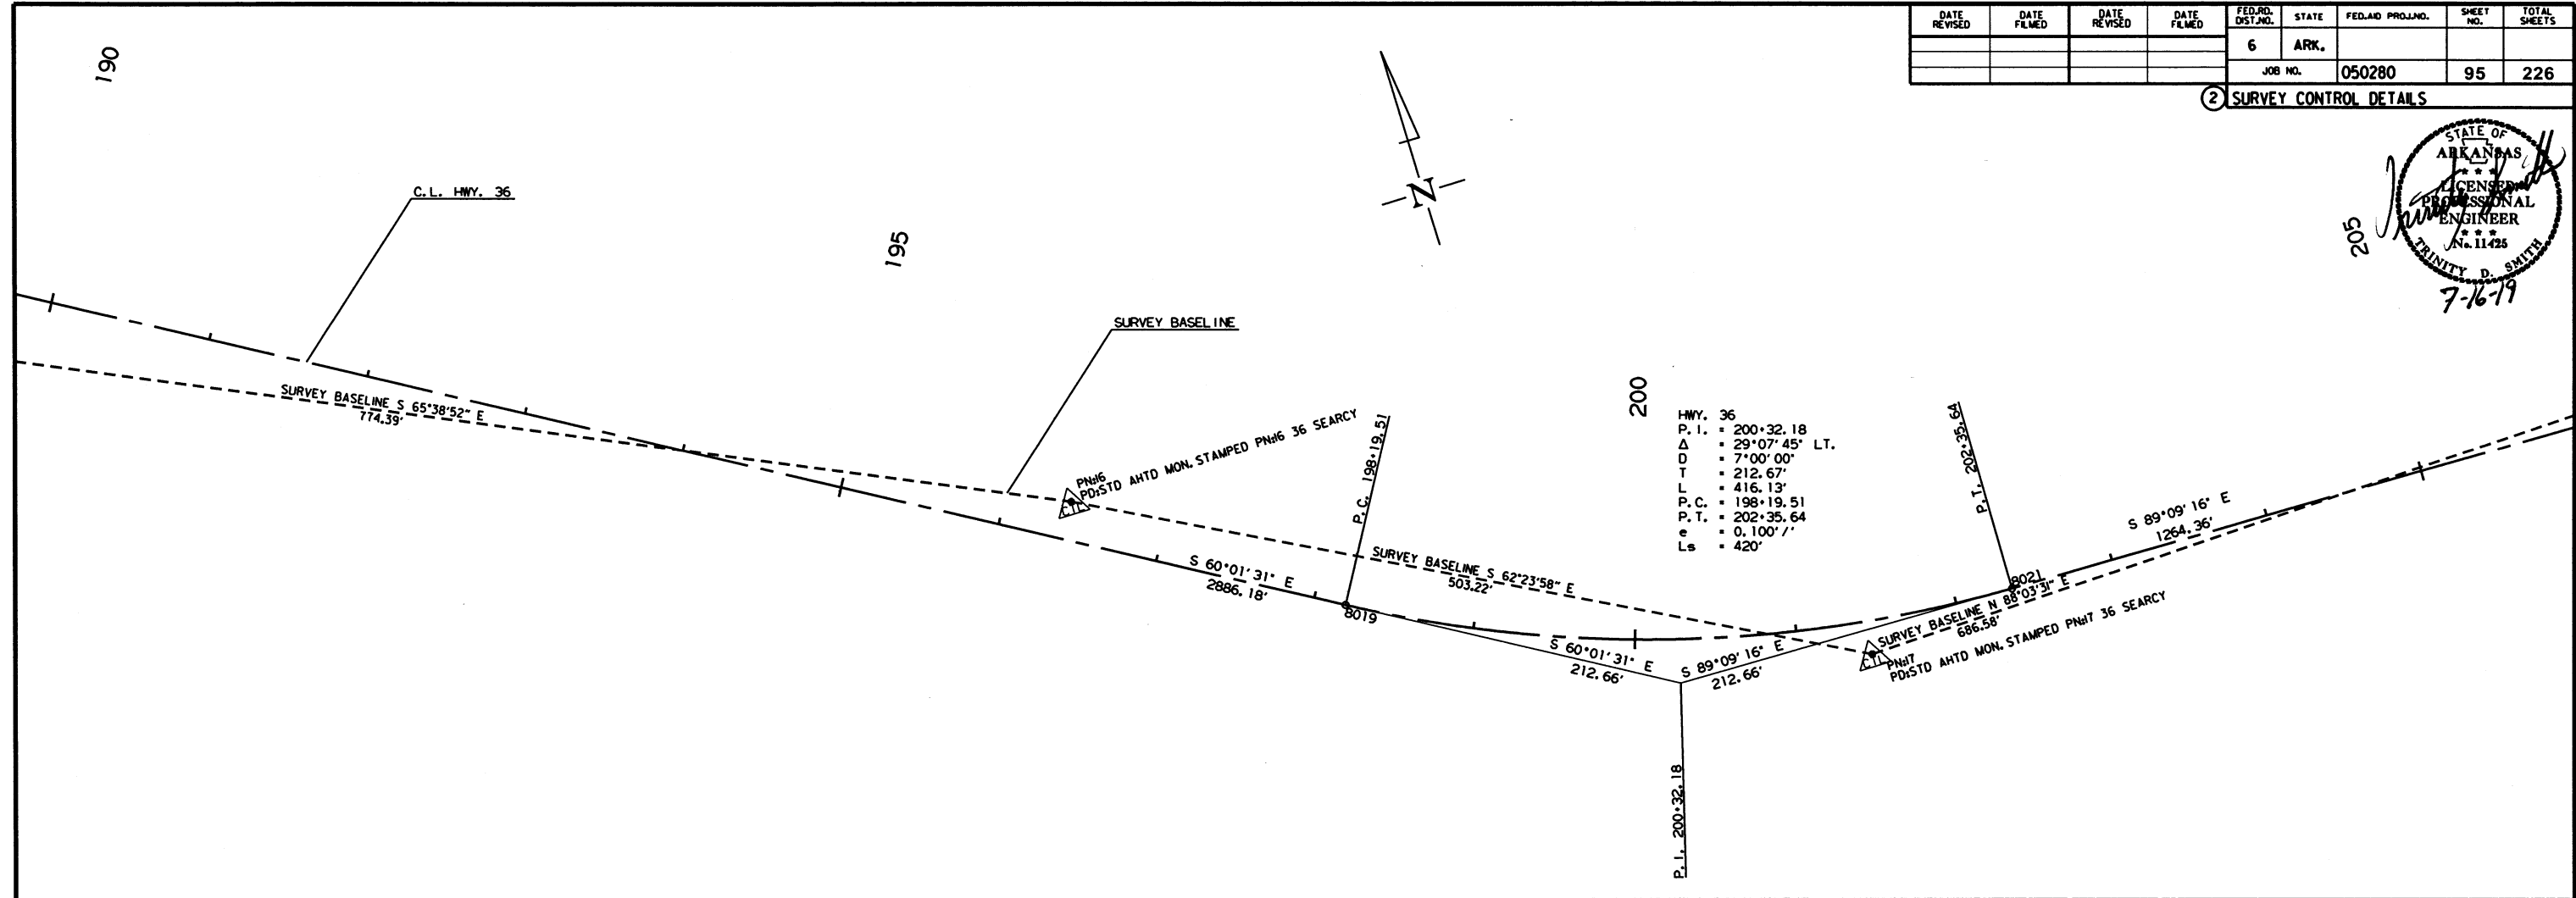 DATE REVISED
DATE FILMED
DATE REVISED
DATE FILMED
FED.RD. DIST.NO.
STATE
FED.AID PROJ.NO.
SHEET NO.
TOTAL SHEETS
6
ARK.
JOB NO.
050280
95
226
2 SURVEY CONTROL DETAILS
STATE OF
ARKANSAS
* * *
LICENSED
PROFESSIONAL
ENGINEER
* * *
No. 11425
TRINITY D. SMITH
7-16-19
190
195
200
205
N
C.L. HWY. 36
SURVEY BASELINE
SURVEY BASELINE S 65°38'52" E
774.39'
PN:16
PD:STD AHTD MON. STAMPED PN:16 36 SEARCY
CTL
P.C. 198+19.51
HWY. 36
P.I. = 200+32.18
Δ = 29°07'45" LT.
D = 7°00'00"
T = 212.67'
L = 416.13'
P.C. = 198+19.51
P.T. = 202+35.64
e = 0.100'/'
Ls = 420'
P.T. 202+35.64
S 89°09'16" E
1264.36'
SURVEY BASELINE S 62°23'58" E
503.22'
S 60°01'31" E
2886.18'
8019
8021
SURVEY BASELINE N 88°03'31" E
686.58'
S 60°01'31" E
212.66'
S 89°09'16" E
212.66'
CTL
PN:17
PD:STD AHTD MON. STAMPED PN:17 36 SEARCY
P.I. 200+32.18